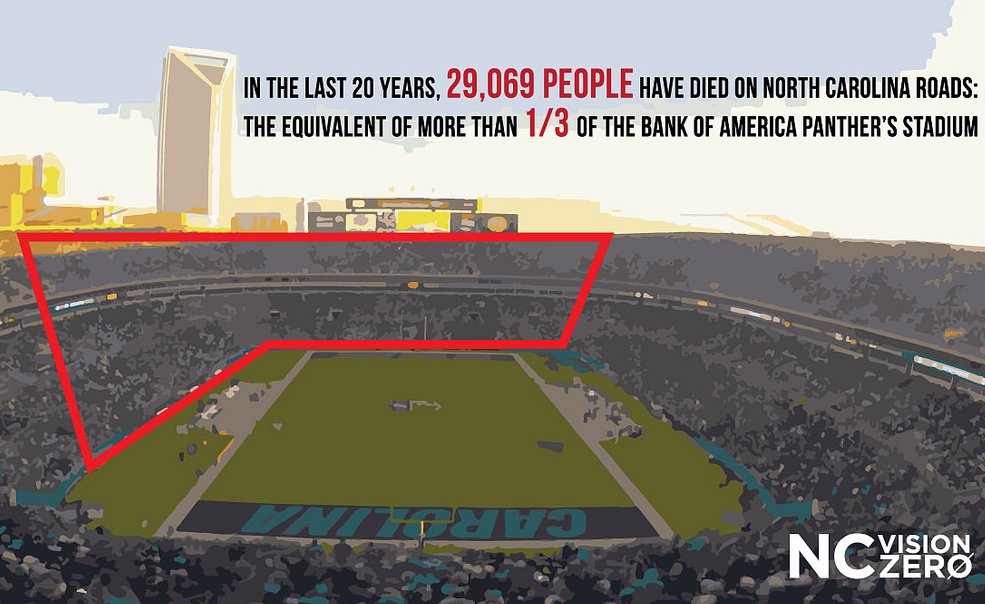 IN THE LAST 20 YEARS, 29,069 PEOPLE HAVE DIED ON NORTH CAROLINA ROADS:
THE EQUIVALENT OF MORE THAN 1/3 OF THE BANK OF AMERICA PANTHER'S STADIUM
CAROLINA
NC VISION
ZERO